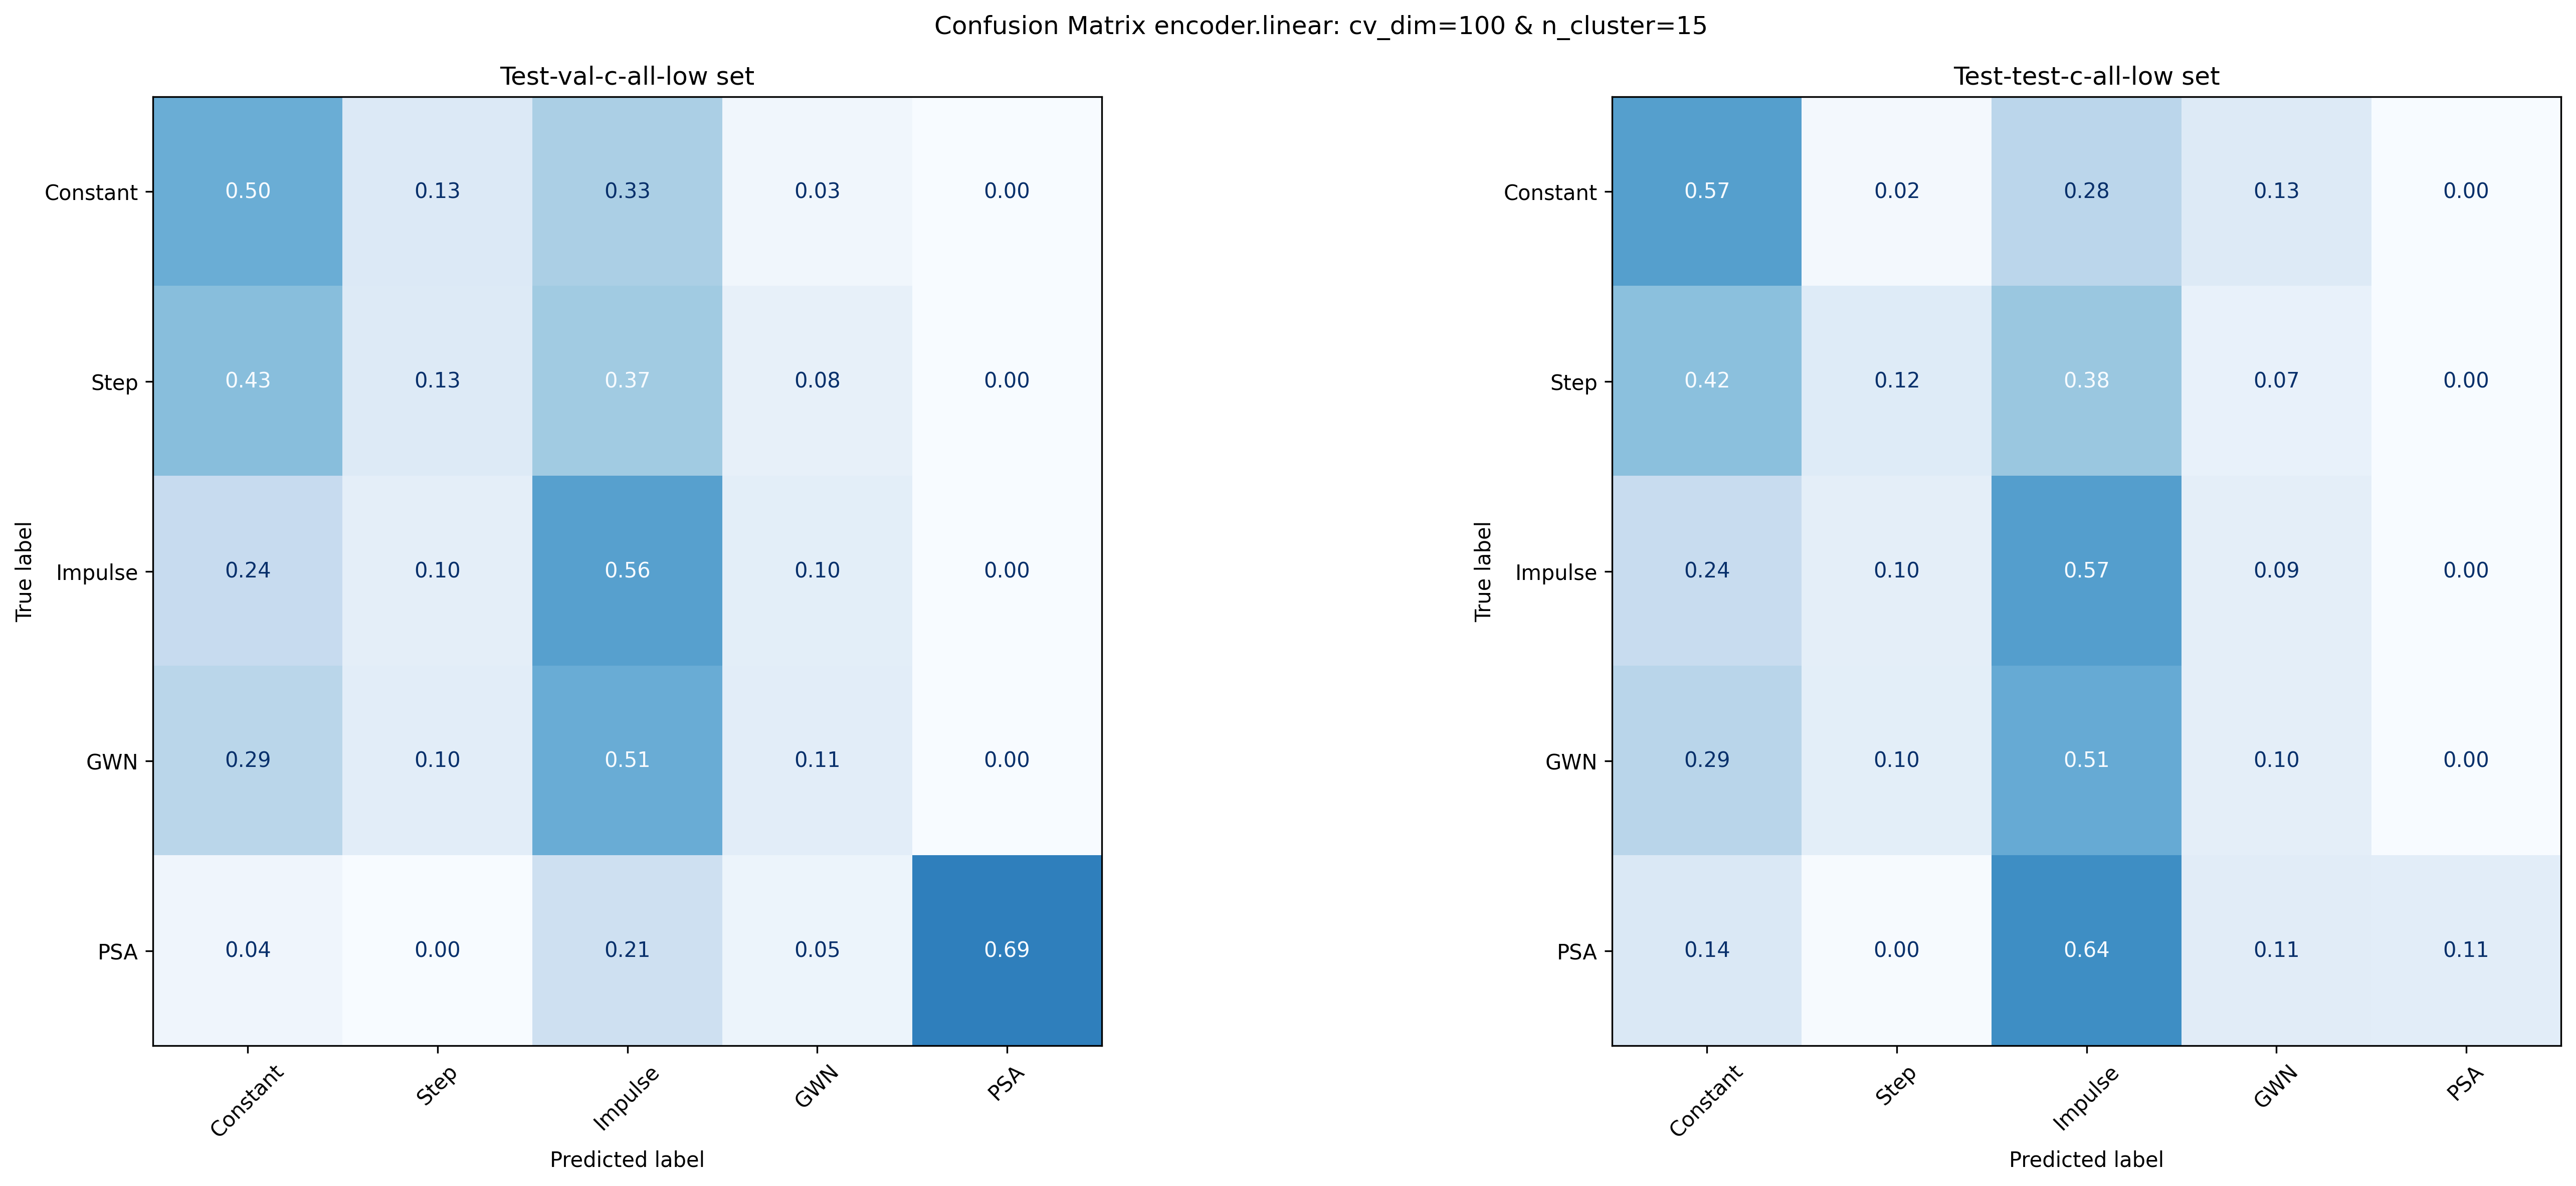 Confusion Matrix encoder.linear: cv_dim=100 & n_cluster=15
Test-val-c-all-low set
True label
Constant 0.50 0.13 0.33 0.03 0.00
Step 0.43 0.13 0.37 0.08 0.00
Impulse 0.24 0.10 0.56 0.10 0.00
GWN 0.29 0.10 0.51 0.11 0.00
PSA 0.04 0.00 0.21 0.05 0.69
Constant Step Impulse GWN PSA
Predicted label
Test-test-c-all-low set
True label
Constant 0.57 0.02 0.28 0.13 0.00
Step 0.42 0.12 0.38 0.07 0.00
Impulse 0.24 0.10 0.57 0.09 0.00
GWN 0.29 0.10 0.51 0.10 0.00
PSA 0.14 0.00 0.64 0.11 0.11
Constant Step Impulse GWN PSA
Predicted label